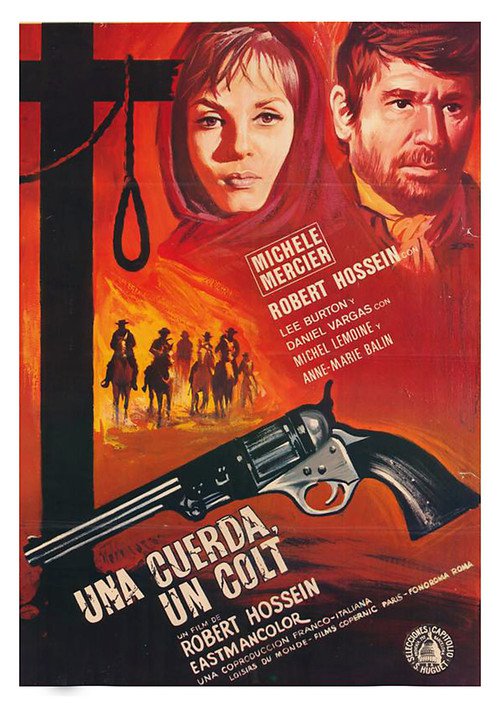 MICHELE
MERCIER
ROBERT HOSSEIN CON
LEE BURTON Y
DANIEL VARGAS CON
MICHEL LEMOINE Y
ANNE-MARIE BALIN
UNA CUERDA,
UN COLT
UN FILM DE
ROBERT HOSSEIN
EASTMANCOLOR
UNA COPRODUCCION FRANCO-ITALIANA
LOISIRS DU MONDE - FILMS COPERNIC PARIS - FONOROMA ROMA
SELECCIONES CAPITOLIO
S. HUGUET